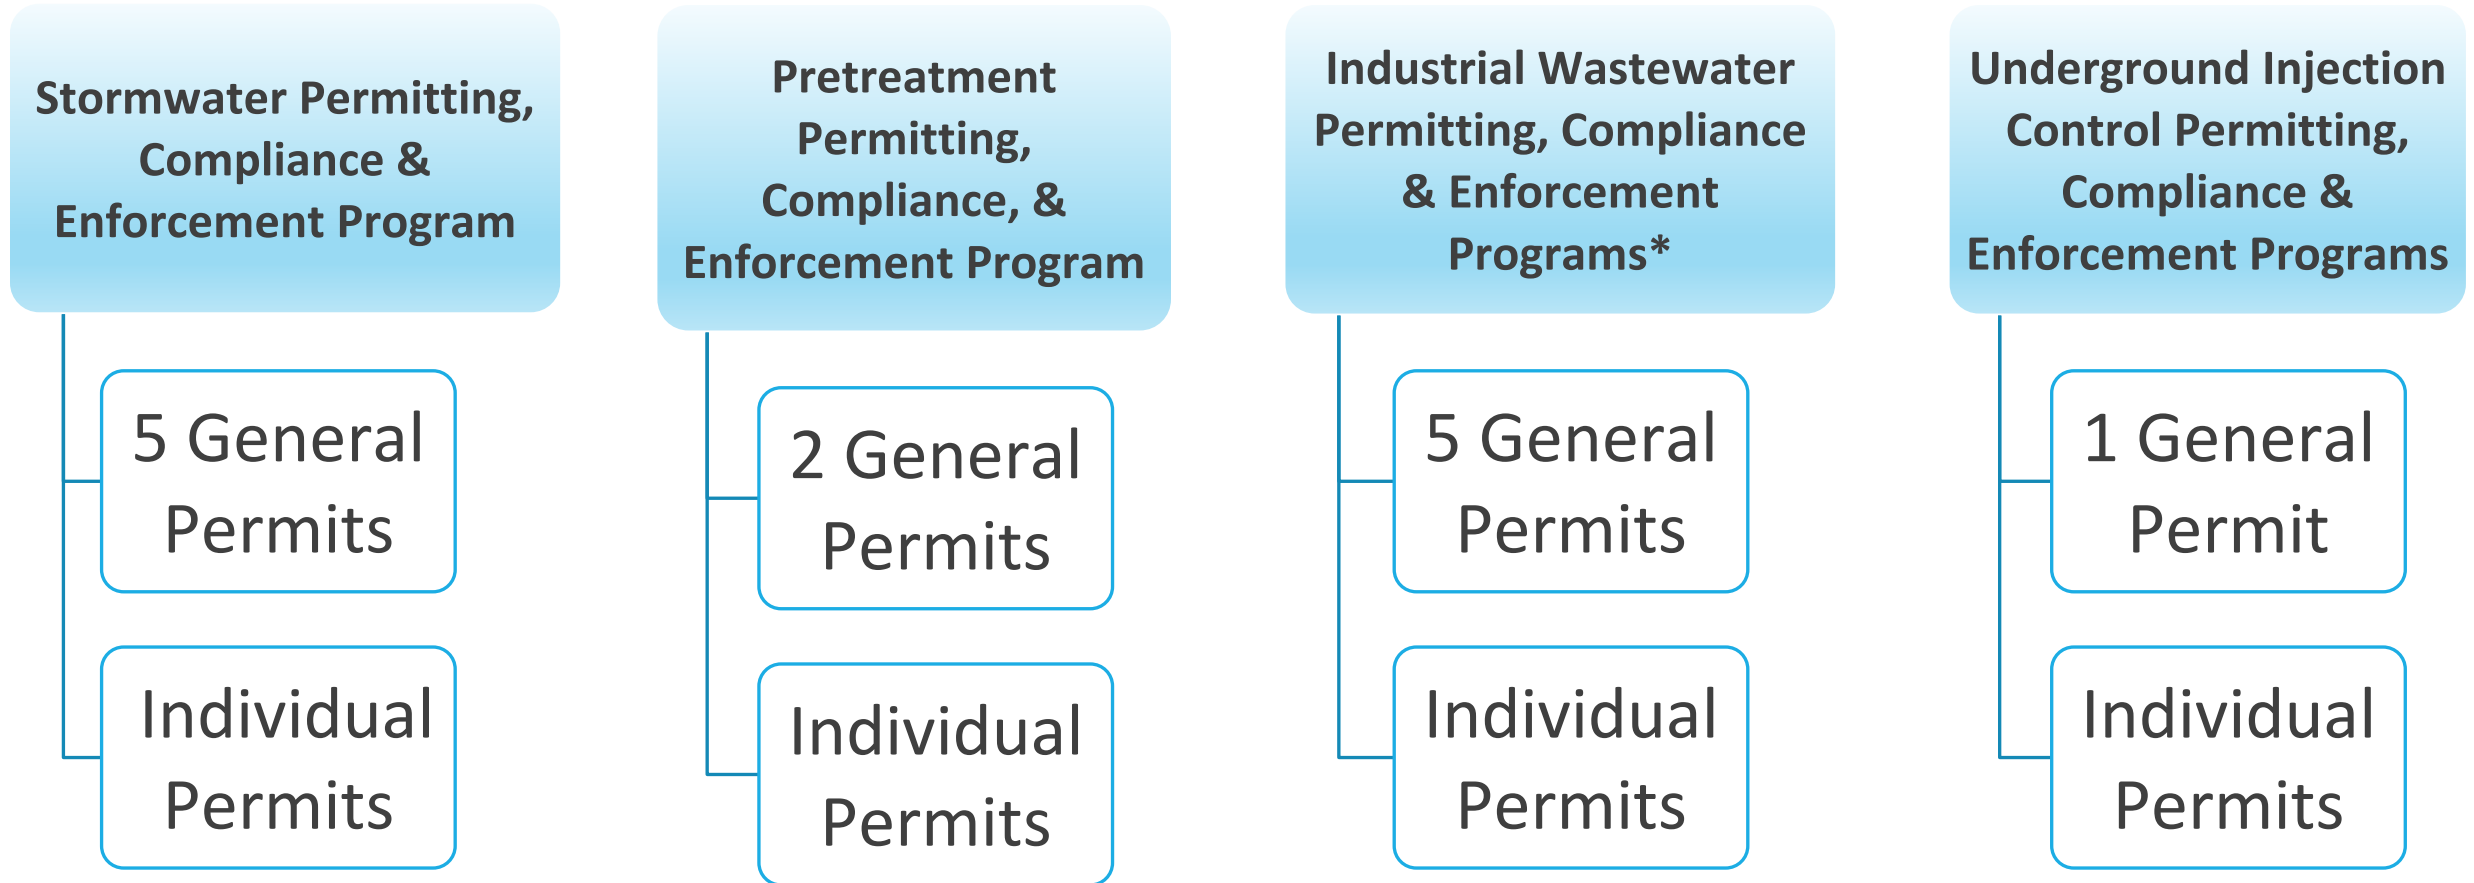 Stormwater Permitting,
Compliance &
Enforcement Program
5 General
Permits
Individual
Permits
Pretreatment
Permitting,
Compliance, &
Enforcement Program
2 General
Permits
Individual
Permits
Industrial Wastewater
Permitting, Compliance
& Enforcement
Programs*
5 General
Permits
Individual
Permits
Underground Injection
Control Permitting,
Compliance &
Enforcement Programs
1 General
Permit
Individual
Permits